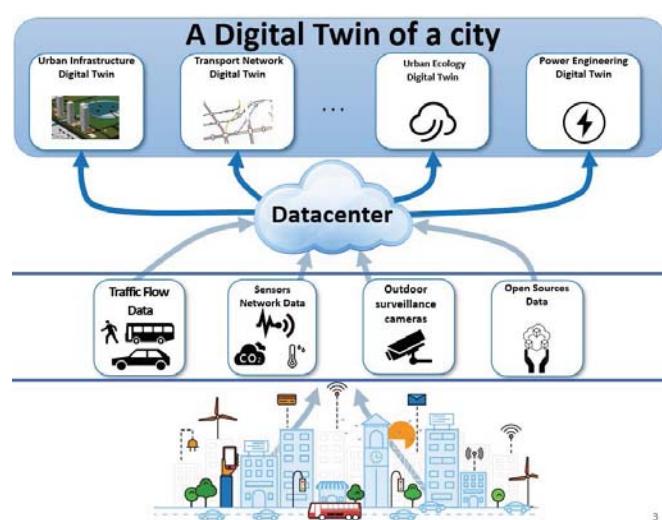 A Digital Twin of a city
Urban Infrastructure
Digital Twin
Transport Network
Digital Twin
...
Urban Ecology
Digital Twin
Power Engineering
Digital Twin
Datacenter
Traffic Flow
Data
Sensors
Network Data
CO2
Outdoor
surveillance
cameras
Open Sources
Data
3